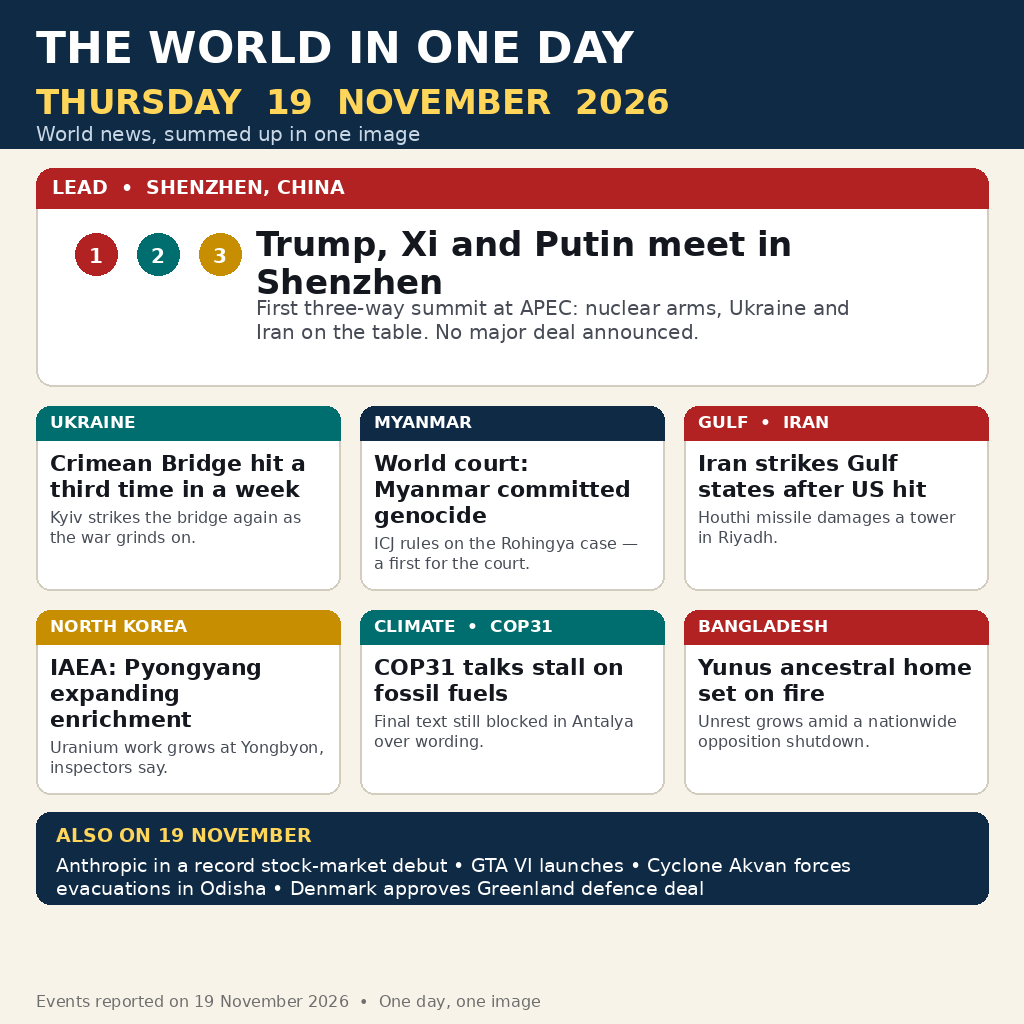 THE WORLD IN ONE DAY
THURSDAY 19 NOVEMBER 2026
World news, summed up in one image
LEAD • SHENZHEN, CHINA
1 2 3
Trump, Xi and Putin meet in
Shenzhen
First three-way summit at APEC: nuclear arms, Ukraine and
Iran on the table. No major deal announced.
UKRAINE
Crimean Bridge hit a
third time in a week
Kyiv strikes the bridge again as
the war grinds on.
MYANMAR
World court:
Myanmar committed
genocide
ICJ rules on the Rohingya case —
a first for the court.
GULF • IRAN
Iran strikes Gulf
states after US hit
Houthi missile damages a tower
in Riyadh.
NORTH KOREA
IAEA: Pyongyang
expanding
enrichment
Uranium work grows at Yongbyon,
inspectors say.
CLIMATE • COP31
COP31 talks stall on
fossil fuels
Final text still blocked in Antalya
over wording.
BANGLADESH
Yunus ancestral home
set on fire
Unrest grows amid a nationwide
opposition shutdown.
ALSO ON 19 NOVEMBER
Anthropic in a record stock-market debut • GTA VI launches • Cyclone Akvan forces
evacuations in Odisha • Denmark approves Greenland defence deal
Events reported on 19 November 2026 • One day, one image